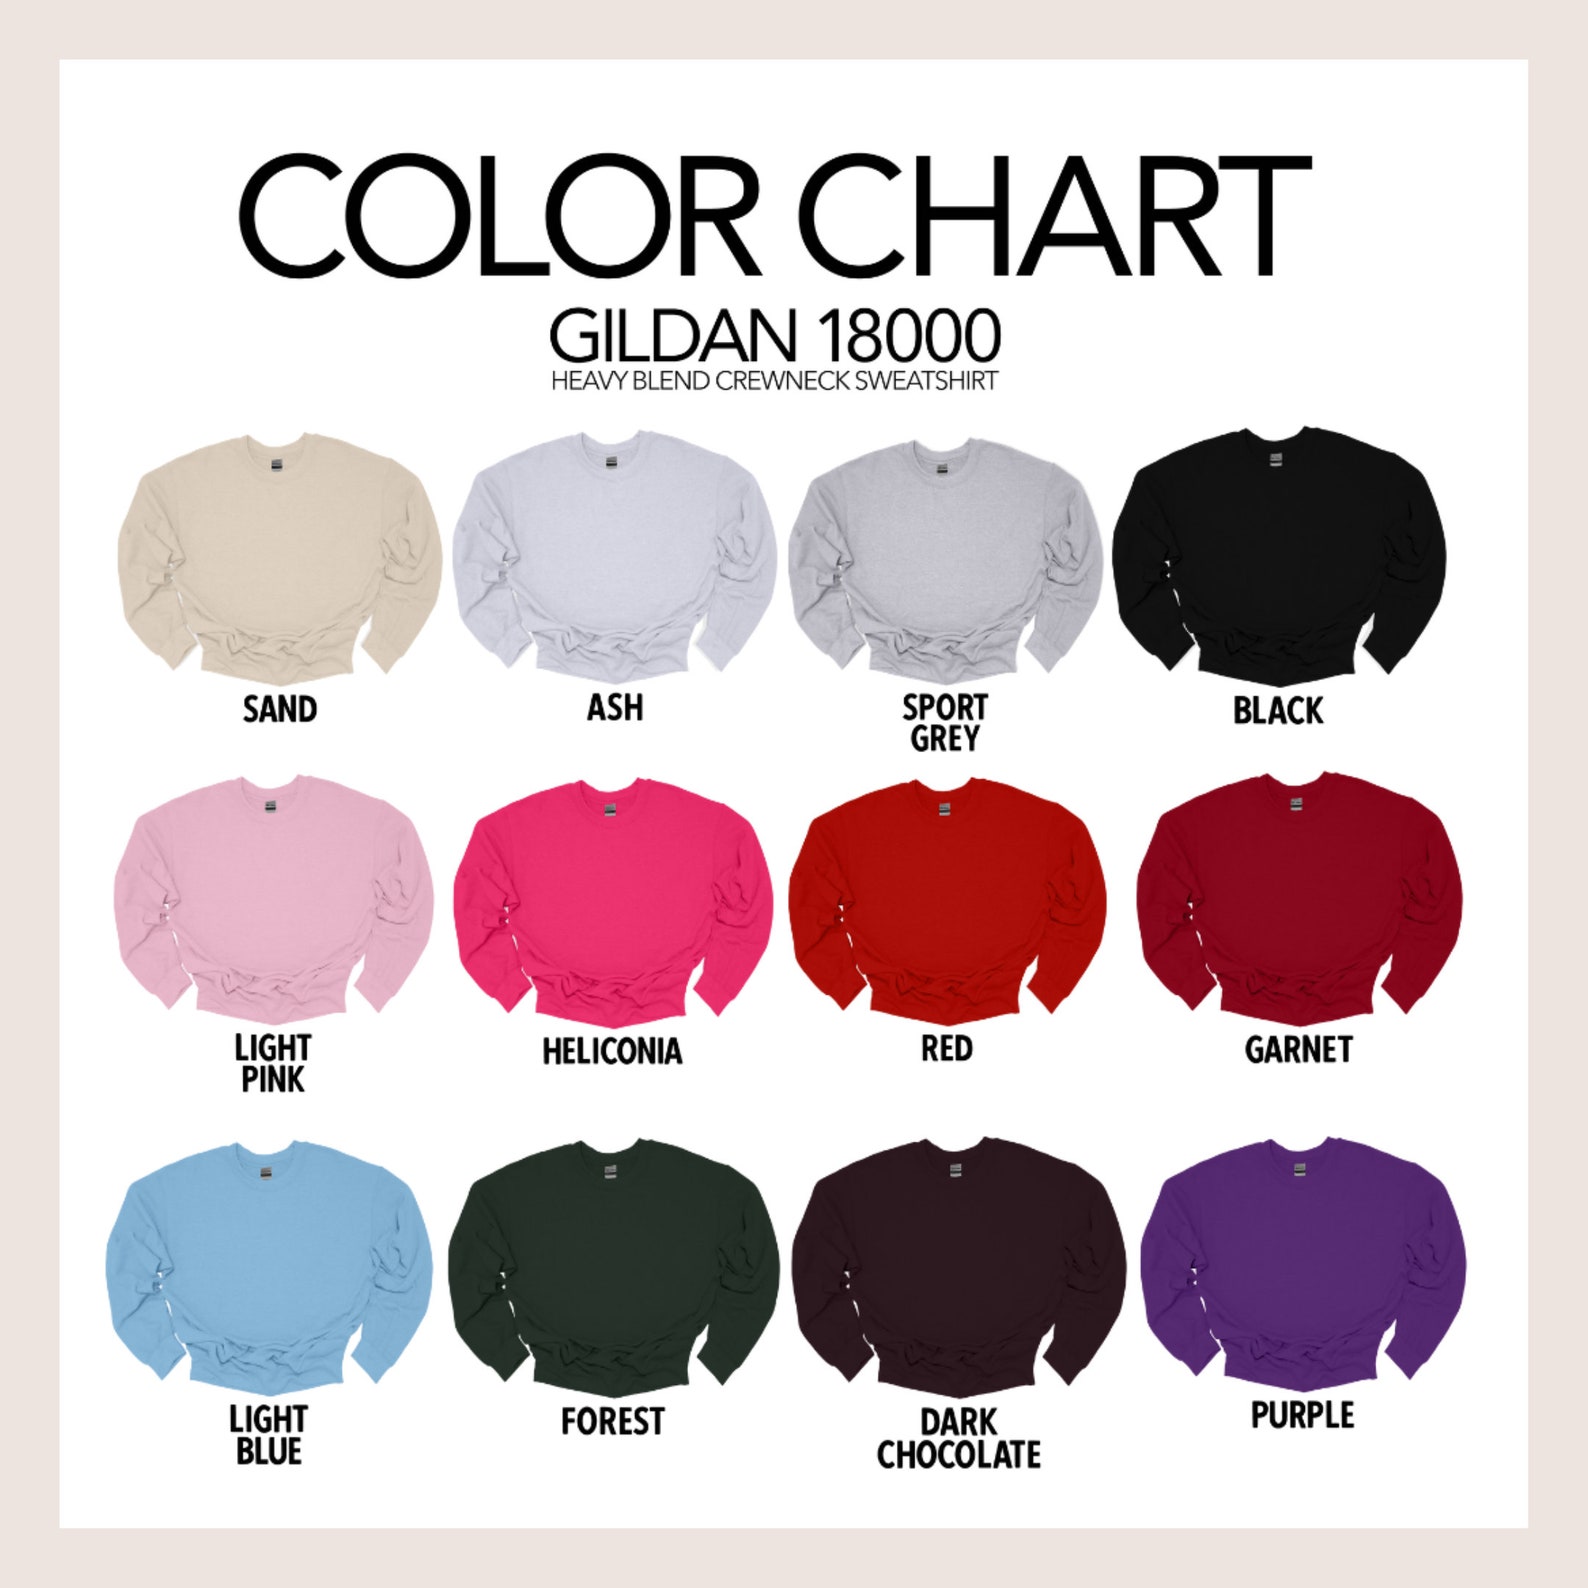 COLOR CHART
GILDAN 18000
HEAVY BLEND CREWNECK SWEATSHIRT
SAND
ASH
SPORT
GREY
BLACK
LIGHT
PINK
HELICONIA
RED
GARNET
LIGHT
BLUE
FOREST
DARK
CHOCOLATE
PURPLE